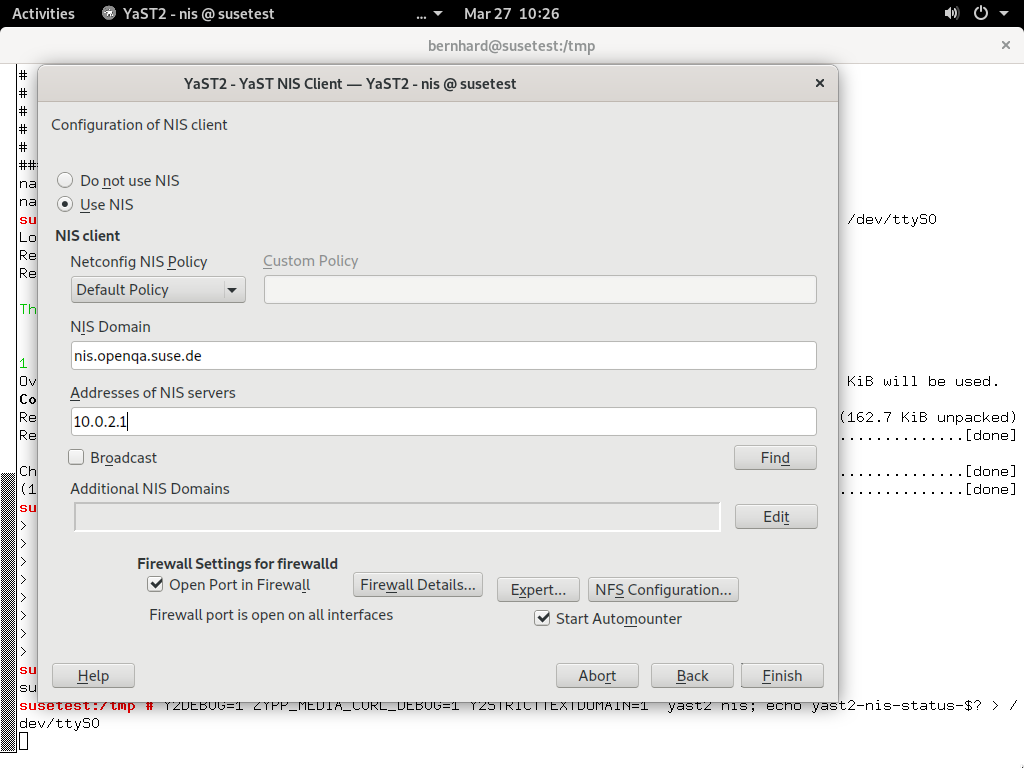 Activities YaST2 - nis @ susetest ... Mar 27 10:26
bernhard@susetest:/tmp
YaST2 - YaST NIS Client — YaST2 - nis @ susetest
Configuration of NIS client
Do not use NIS
Use NIS
NIS client
Netconfig NIS Policy Custom Policy
Default Policy
NIS Domain
nis.openqa.suse.de
Addresses of NIS servers
10.0.2.1
Broadcast Find
Additional NIS Domains
Edit
Firewall Settings for firewalld
Open Port in Firewall Firewall Details... Expert... NFS Configuration...
Firewall port is open on all interfaces Start Automounter
Help Abort Back Finish
#
#
#
#
#
##
na
na
sus /dev/ttyS0
Lo
Re
Re
Th
1
Ov KiB will be used.
Co
Re (162.7 KiB unpacked)
Re ..............[done]
Ch ..............[done]
(1 ..............[done]
su
>
>
>
>
>
>
>
>
su
su
susetest:/tmp # Y2DEBUG=1 ZYPP_MEDIA_CURL_DEBUG=1 Y2STRICTTEXTDOMAIN=1 yast2 nis; echo yast2-nis-status-$? > /
dev/ttyS0